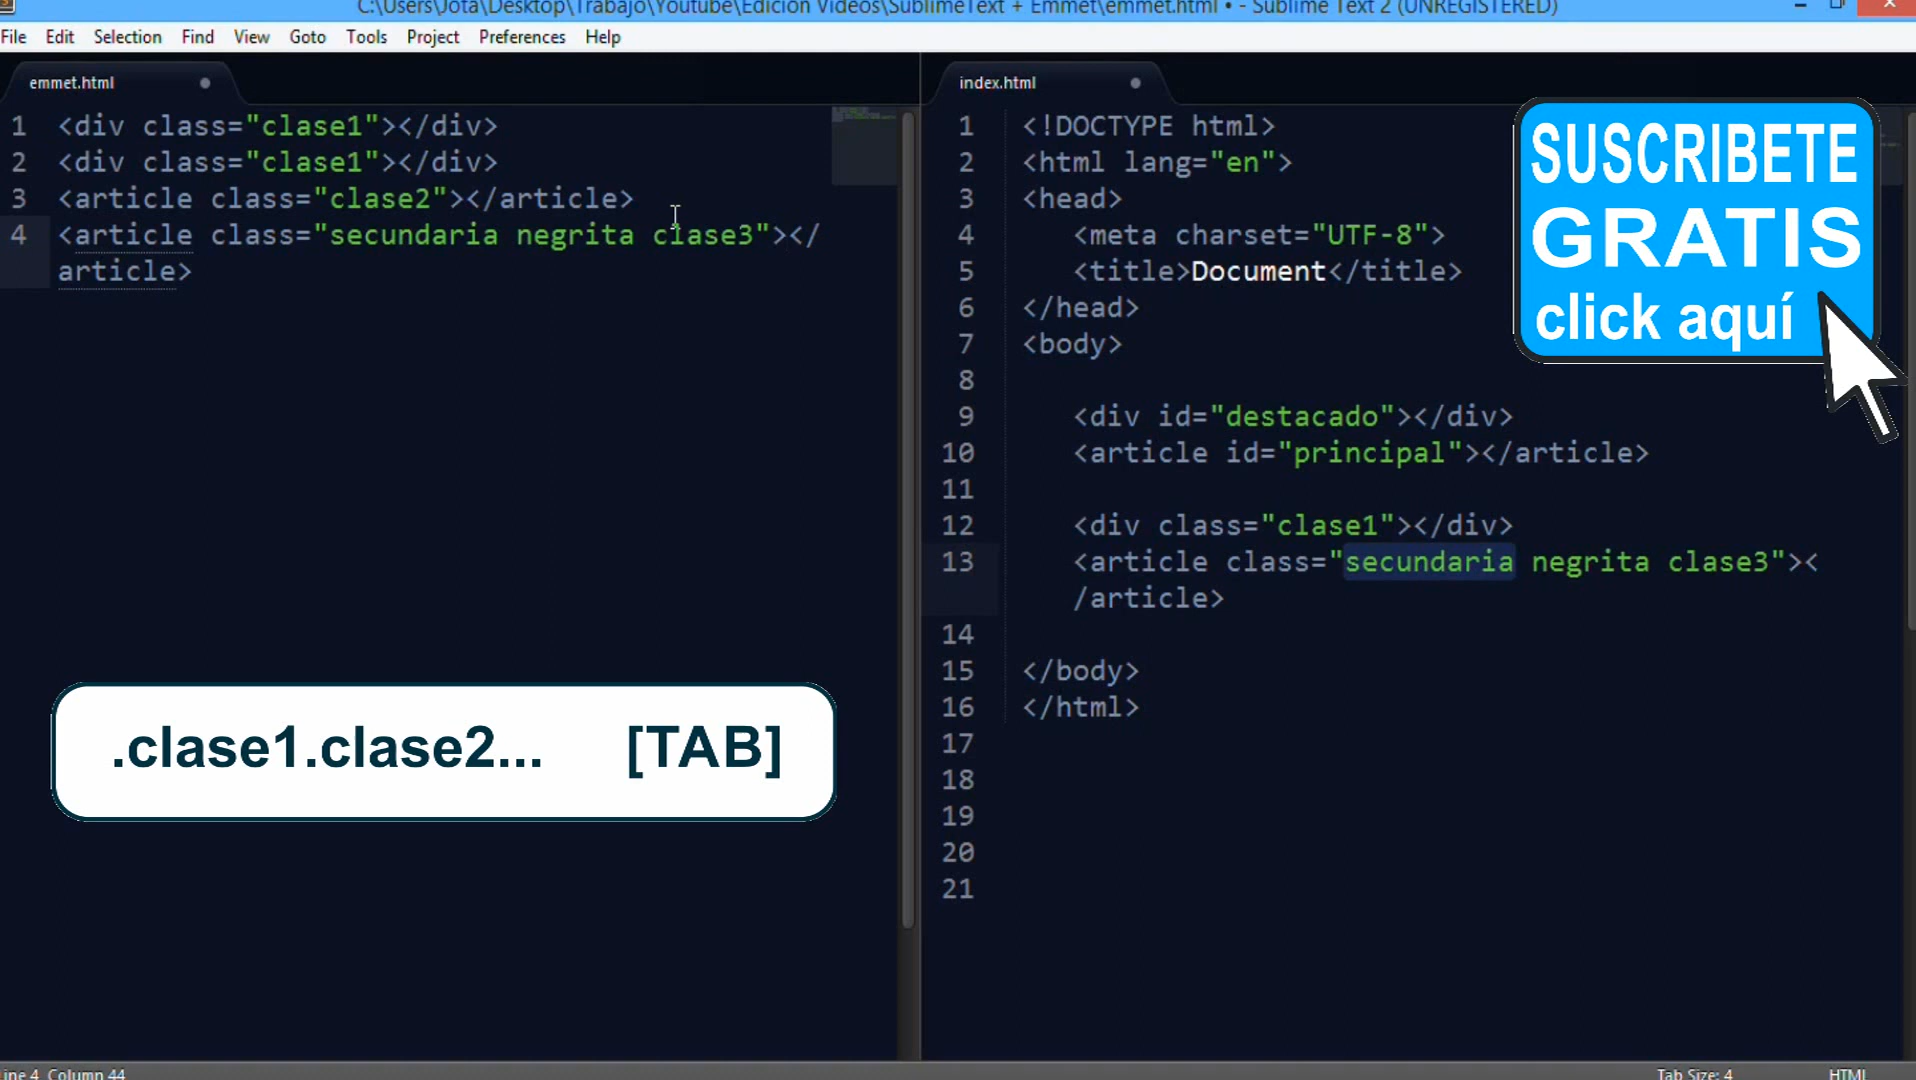 C:\Users\Jota\Desktop\Trabajo\Youtube\Edicion Videos\SublimeText + Emmet\emmet.html • - Sublime Text 2 (UNREGISTERED)
File Edit Selection Find View Goto Tools Project Preferences Help
emmet.html
1 <div class="clase1"></div>
2 <div class="clase1"></div>
3 <article class="clase2"></article>
4 <article class="secundaria negrita clase3"></
article>
.clase1.clase2... [TAB]
index.html
1 <!DOCTYPE html>
2 <html lang="en">
3 <head>
4 <meta charset="UTF-8">
5 <title>Document</title>
6 </head>
7 <body>
8
9 <div id="destacado"></div>
10 <article id="principal"></article>
11
12 <div class="clase1"></div>
13 <article class="secundaria negrita clase3"><
/article>
14
15 </body>
16 </html>
17
18
19
20
21
SUSCRIBETE
GRATIS
click aquí
ine 4, Column 44
Tab Size: 4 HTML